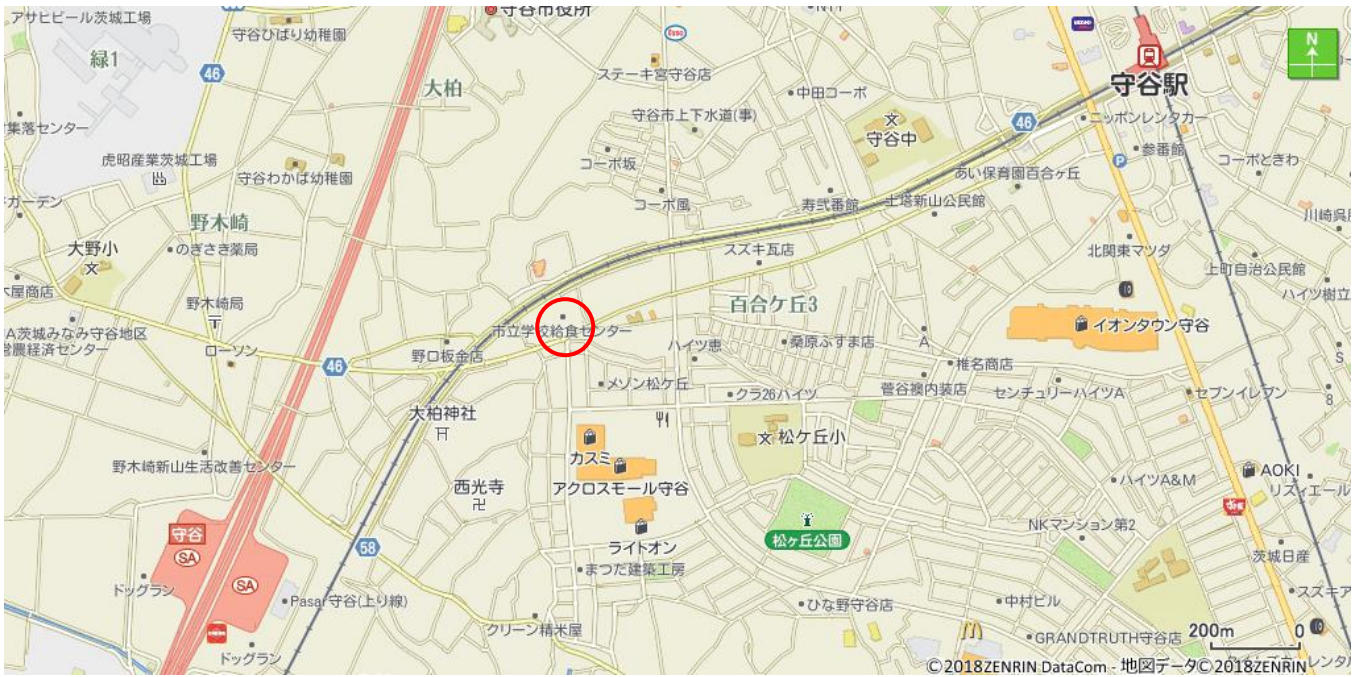 アサヒビール茨城工場
守谷市役所
守谷ひばり幼稚園
緑1
46
大柏
ステーキ宮守谷店
Esso
N
守谷駅
中田コーポ
守谷市上下水道(事)
文
守谷中
46
ニッポンレンタカー
集落センター
虎昭産業茨城工場
守谷わかば幼稚園
コーポ坂
P
参番館
コーポときわ
あい保育園百合ヶ丘
ガーデン
野木崎
コーポ風
寿弐番館
土塔新山公民館
大野小
文
のぎさき薬局
スズキ瓦店
北関東マツダ
上町自治公民館
ハイツ樹立
野木崎局
百合ケ丘3
市立学校給食センター
イオンタウン守谷
A茨城みなみ守谷地区
営農経済センター
ローソン
46
野口板金店
ハイツ恵
桑原ふすま店
A
椎名商店
S
メゾン松ケ丘
クラ26ハイツ
菅谷襖内装店
センチュリーハイツA
セブンイレブン
8
大柏神社
文
松ケ丘小
カスミ
アクロスモール守谷
野木崎新山生活改善センター
西光寺
卍
ハイツA&M
AOKI
リズィエール
守谷
SA
SA
58
ライトオン
松ヶ丘公園
NKマンション第2
茨城日産
まつだ建築工房
ドッグラン
Pasar守谷(上り線)
ひな野守谷店
中村ビル
クリーン精米屋
GRANDTRUTH守谷店
200m
0
ドッグラン
©2018ZENRIN DataCom - 地図データ©2018ZENRIN